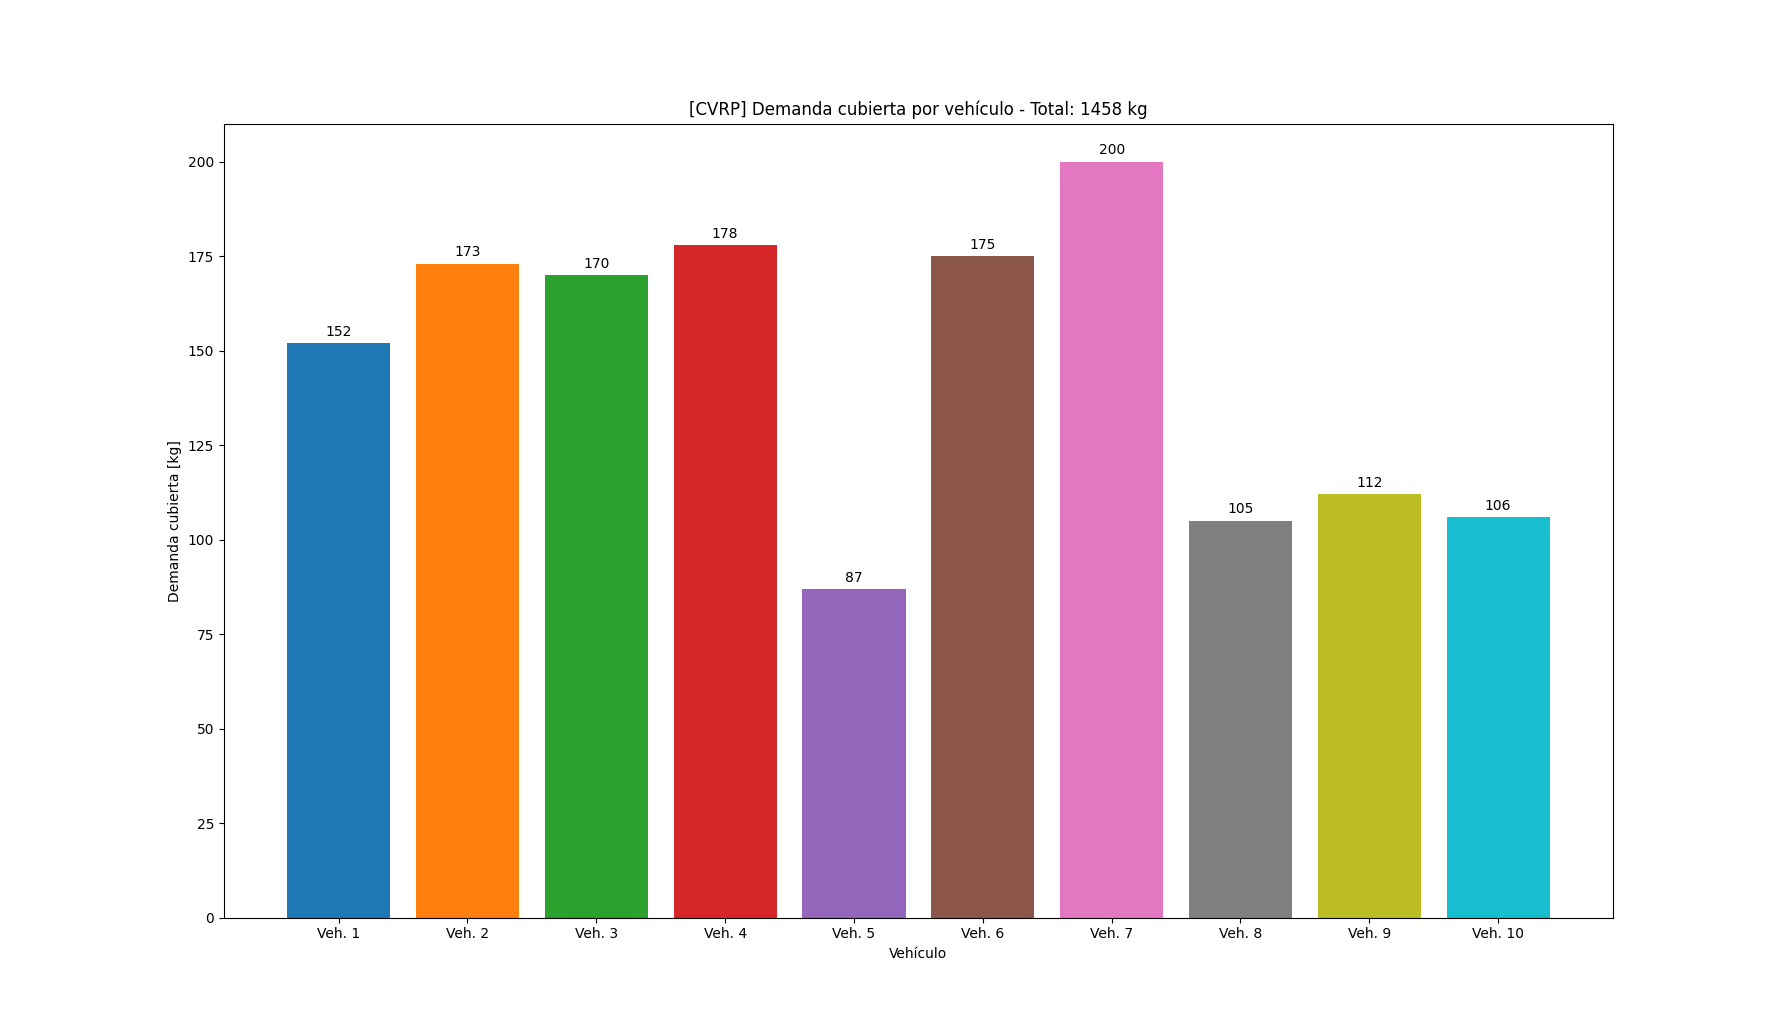 [CVRP] Demanda cubierta por vehículo - Total: 1458 kg
200
175
150
125
100
75
50
25
0
Demanda cubierta [kg]
152
173
170
178
87
175
200
105
112
106
Veh. 1
Veh. 2
Veh. 3
Veh. 4
Veh. 5
Veh. 6
Veh. 7
Veh. 8
Veh. 9
Veh. 10
Vehículo